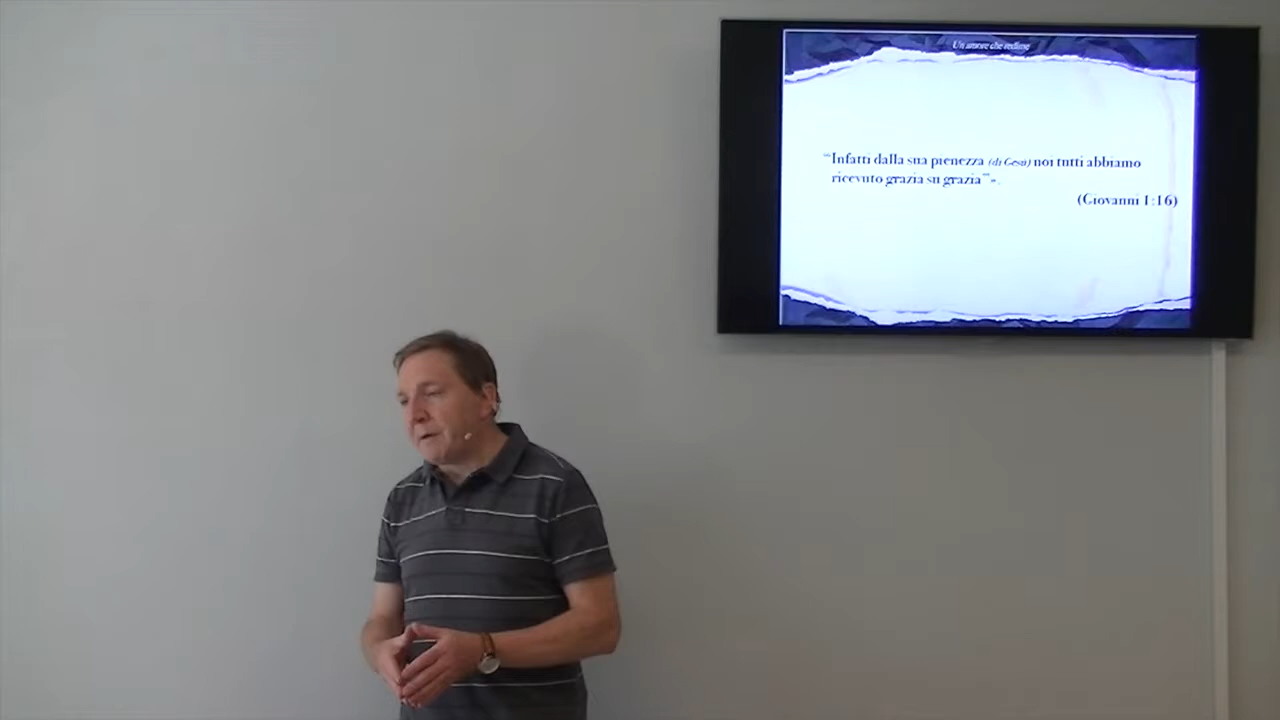 Un amore che redime
““Infatti dalla sua pienezza (di Gesù) noi tutti abbiamo
ricevuto grazia su grazia””».
(Giovanni 1:16)